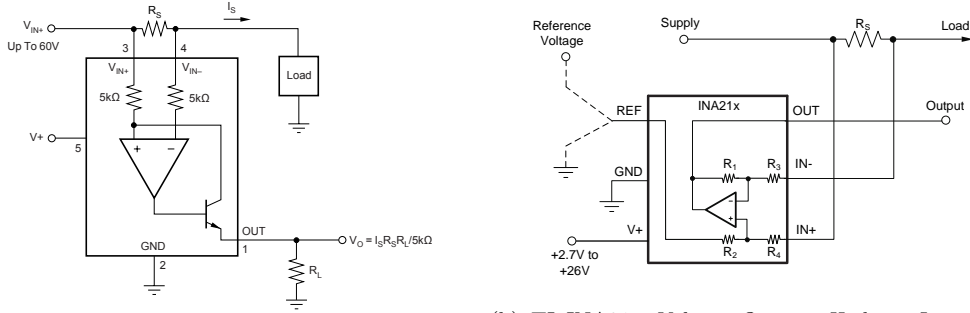 R_S
I_S
V_IN+
Up To 60V
3
4
V_IN+
V_IN–
5kΩ
5kΩ
Load
V+
5
+
–
OUT
V_O = I_S R_S R_L/5kΩ
1
GND
2
R_L
Reference
Voltage
Supply
R_S
Load
INA21x
REF
OUT
Output
GND
R_1
R_3
IN-
-
+
V+
R_2
R_4
IN+
+2.7V to
+26V